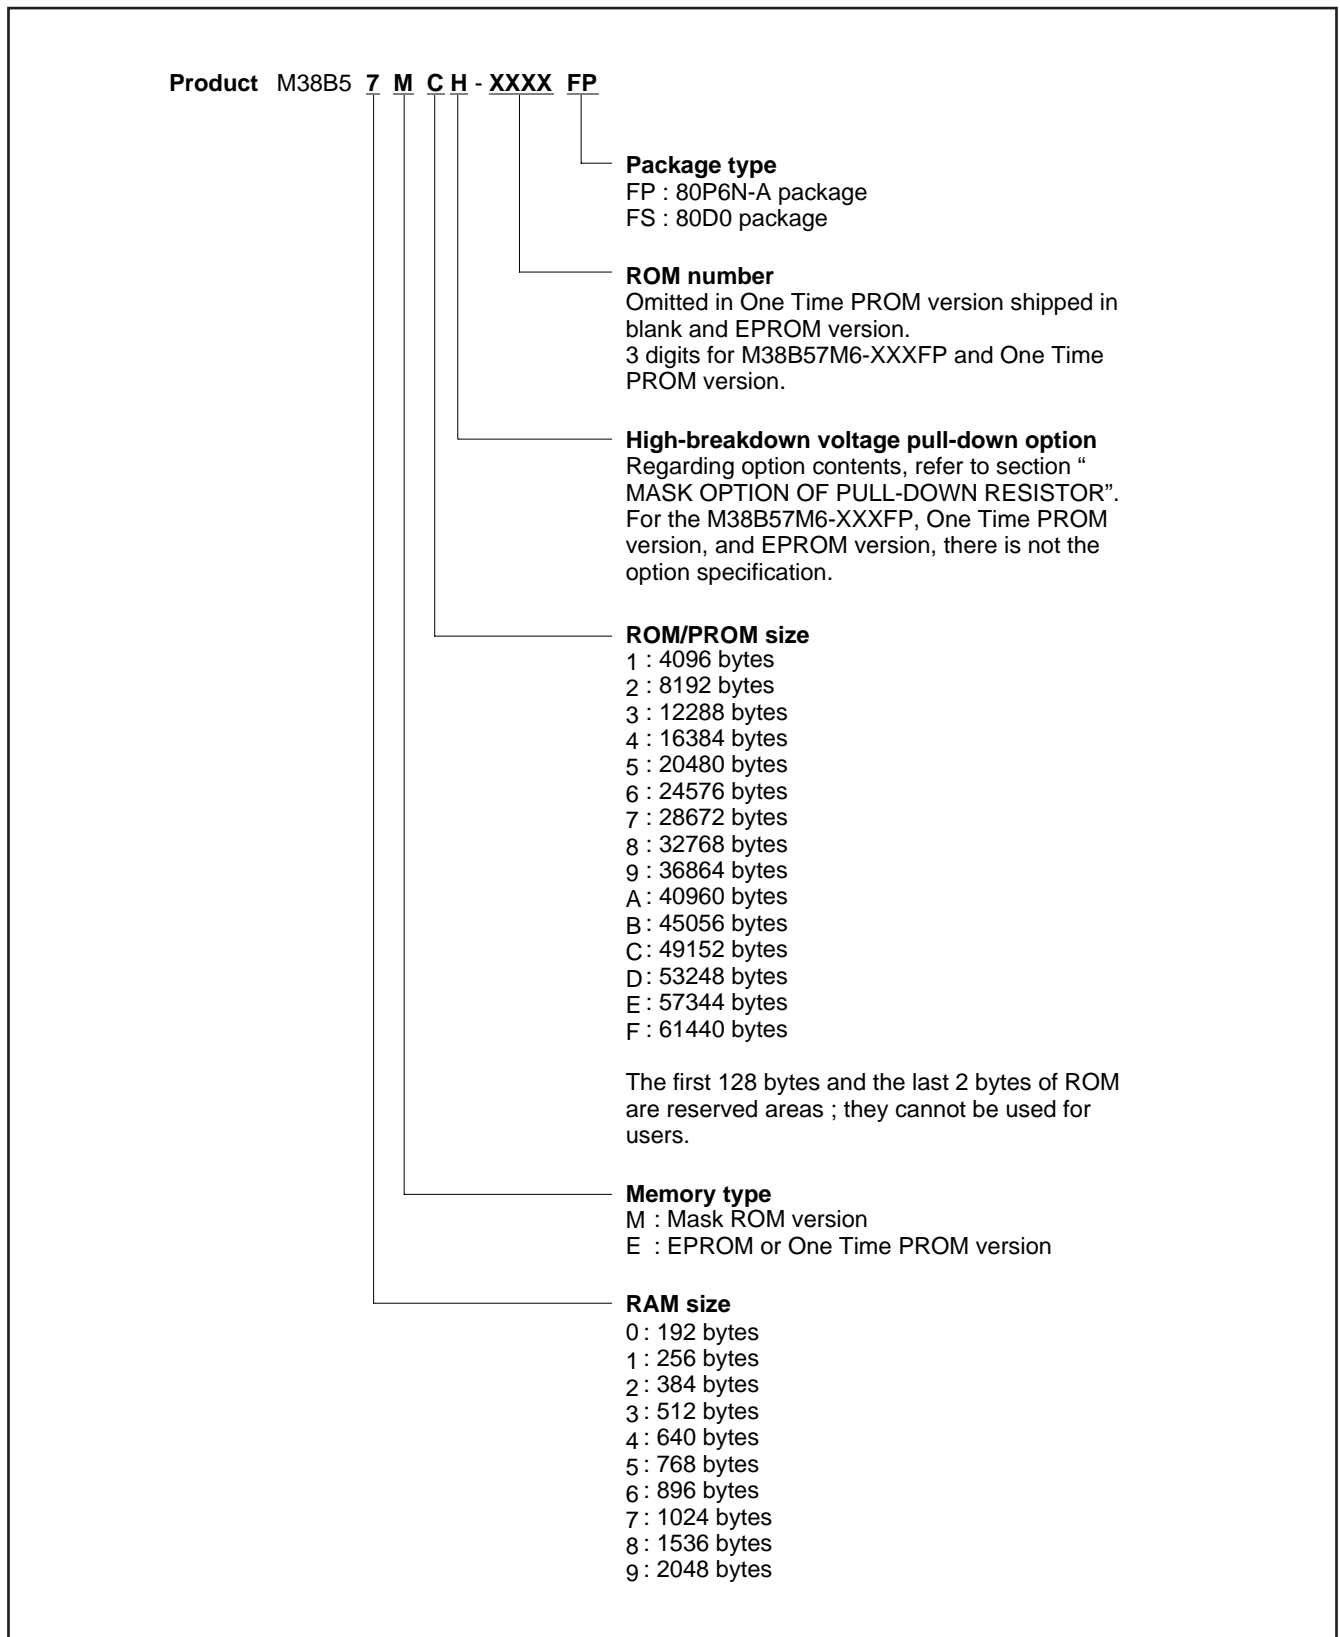 Product M38B5 7 M C H - XXXX FP
Package type
FP : 80P6N-A package
FS : 80D0 package
ROM number
Omitted in One Time PROM version shipped in
blank and EPROM version.
3 digits for M38B57M6-XXXFP and One Time
PROM version.
High-breakdown voltage pull-down option
Regarding option contents, refer to section “
MASK OPTION OF PULL-DOWN RESISTOR”.
For the M38B57M6-XXXFP, One Time PROM
version, and EPROM version, there is not the
option specification.
ROM/PROM size
1 : 4096 bytes
2 : 8192 bytes
3 : 12288 bytes
4 : 16384 bytes
5 : 20480 bytes
6 : 24576 bytes
7 : 28672 bytes
8 : 32768 bytes
9 : 36864 bytes
A : 40960 bytes
B : 45056 bytes
C : 49152 bytes
D : 53248 bytes
E : 57344 bytes
F : 61440 bytes
The first 128 bytes and the last 2 bytes of ROM
are reserved areas ; they cannot be used for
users.
Memory type
M : Mask ROM version
E : EPROM or One Time PROM version
RAM size
0 : 192 bytes
1 : 256 bytes
2 : 384 bytes
3 : 512 bytes
4 : 640 bytes
5 : 768 bytes
6 : 896 bytes
7 : 1024 bytes
8 : 1536 bytes
9 : 2048 bytes